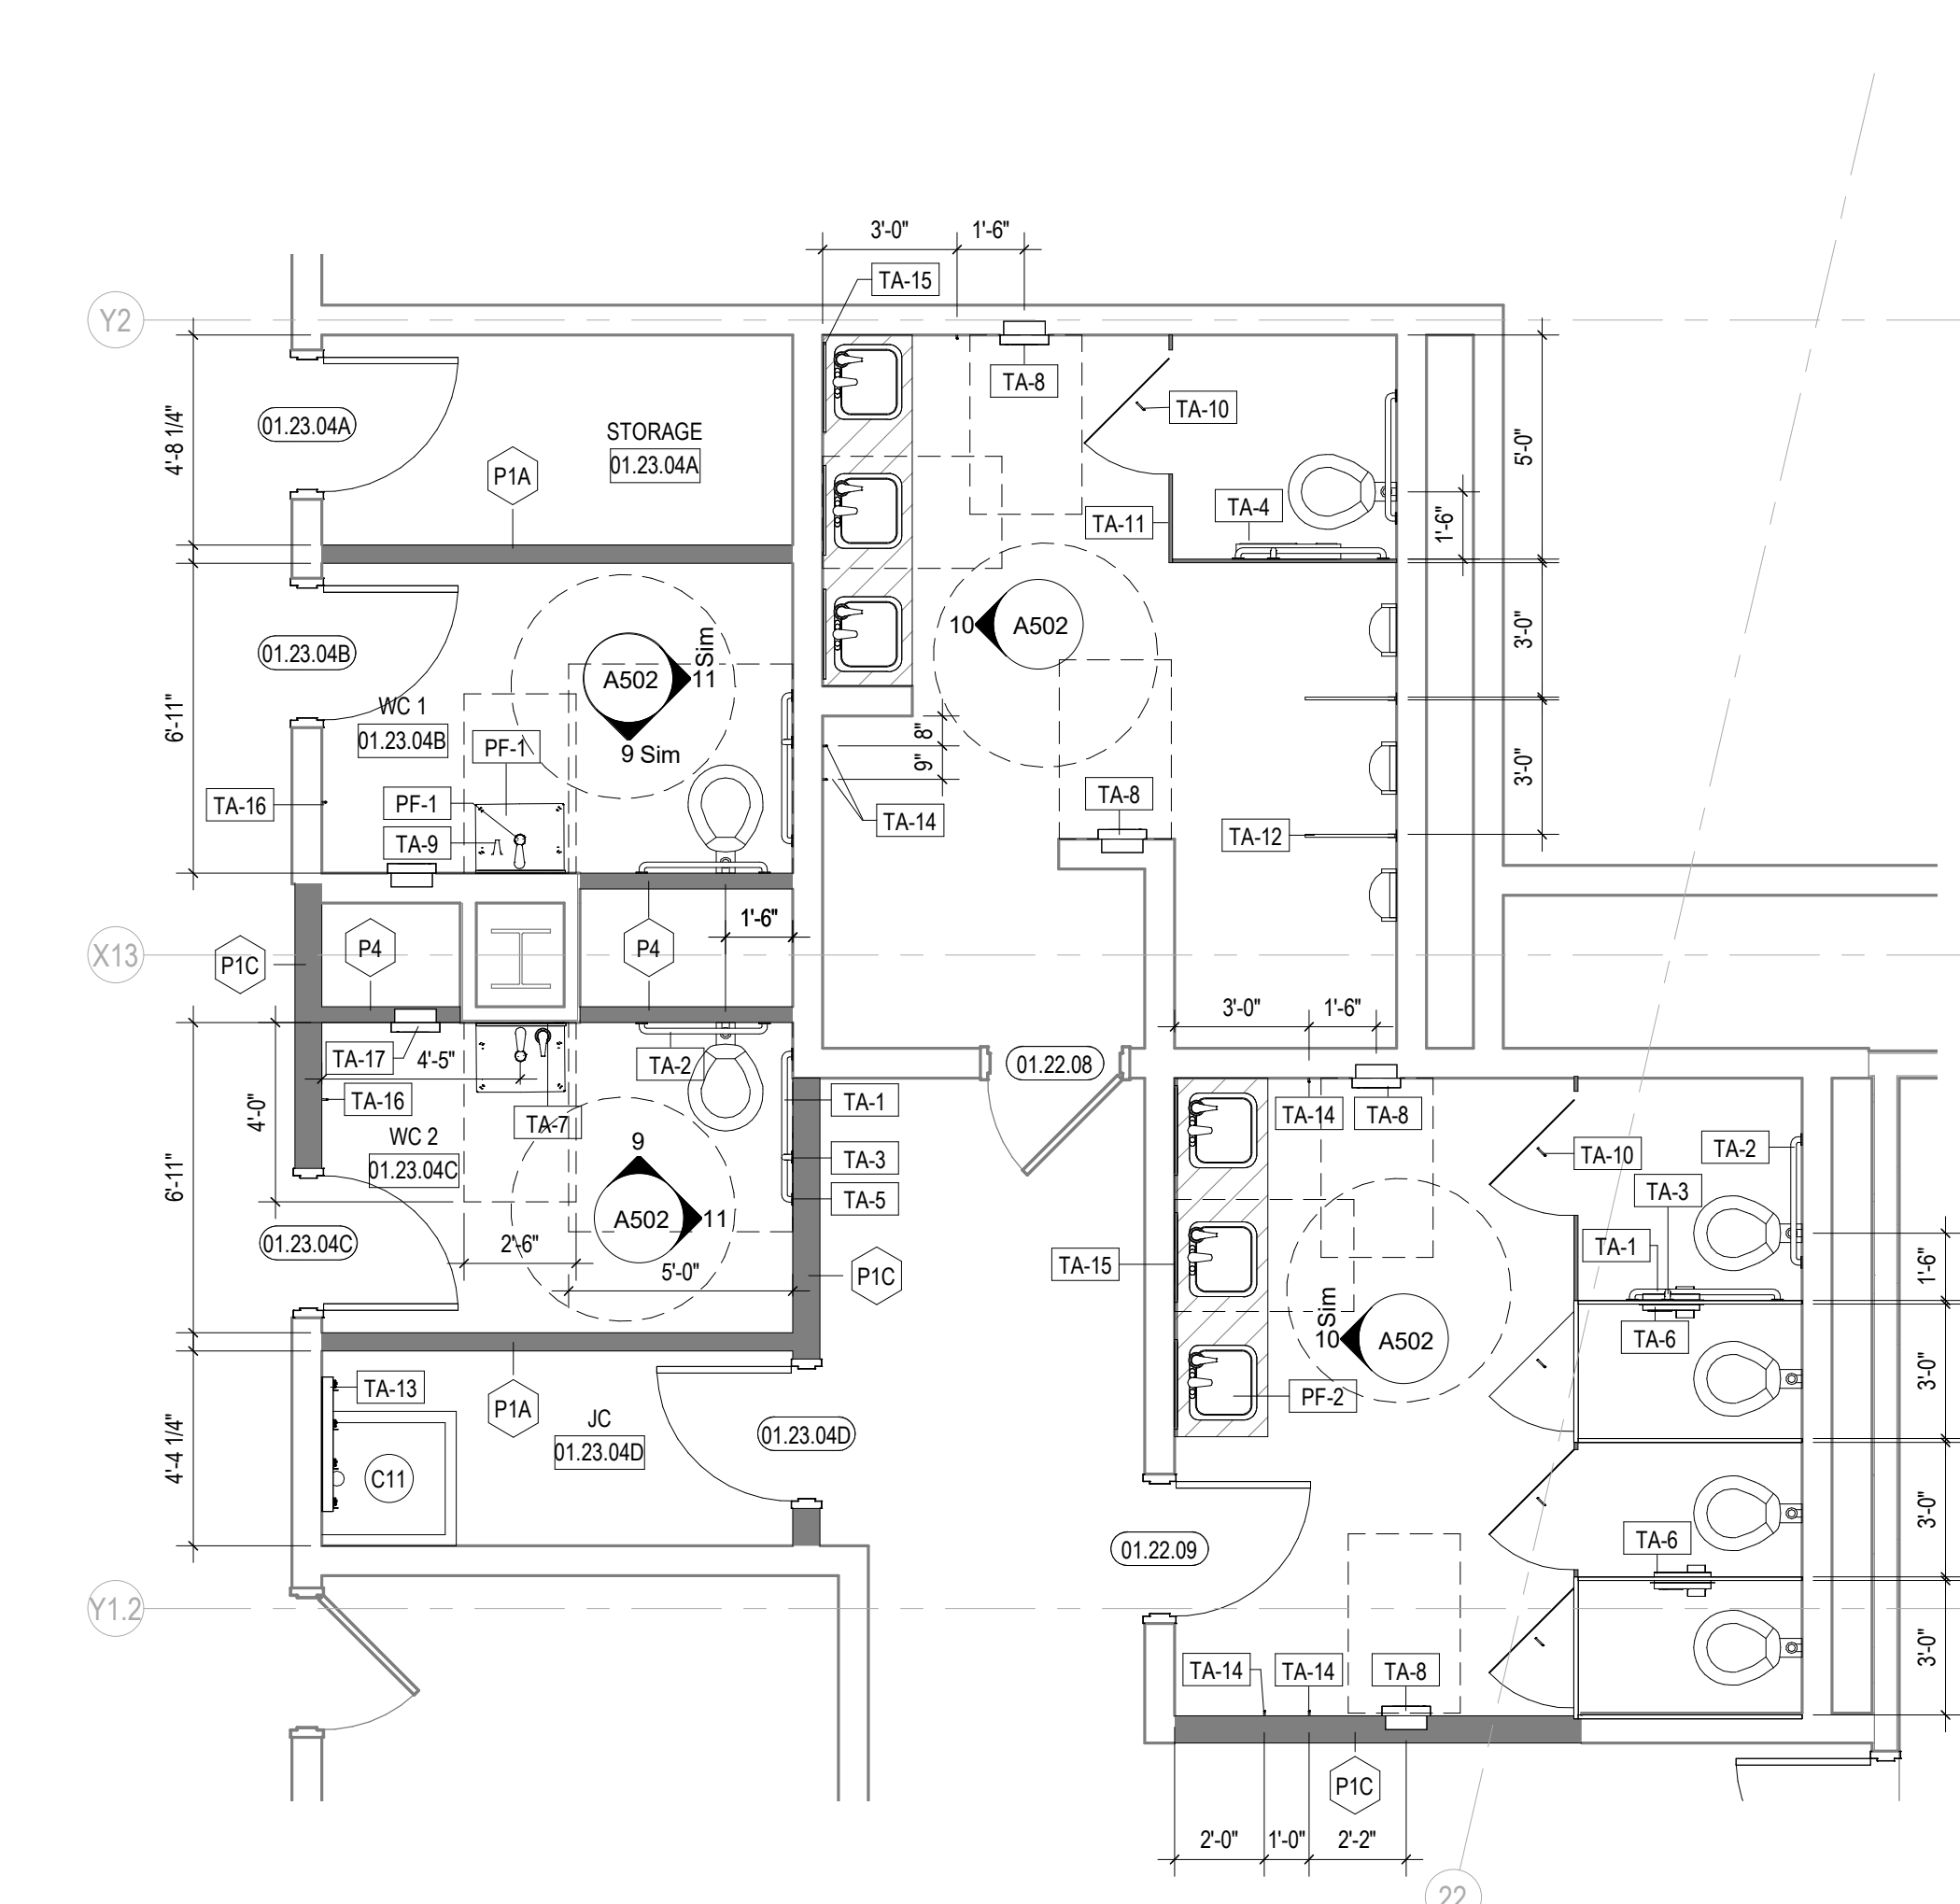 3'-0"
1'-6"
TA-15
Y2
TA-8
TA-10
4'-8 1/4"
01.23.04A
STORAGE
01.23.04A
P1A
5'-0"
TA-4
TA-11
1'-6"
01.23.04B
Sim
A502
11
9 Sim
10
A502
3'-0"
6'-11"
WC 1
01.23.04B
PF-1
8"
9"
3'-0"
TA-16
PF-1
TA-9
TA-14
TA-8
TA-12
1'-6"
P4
P4
X13
P1C
3'-0"
1'-6"
TA-17
4'-5"
TA-2
01.22.08
TA-16
TA-7
TA-1
TA-14
TA-8
4'-0"
WC 2
01.23.04C
9
TA-3
TA-10
TA-2
6'-11"
TA-5
TA-3
A502
11
01.23.04C
2'-6"
5'-0"
P1C
TA-15
TA-1
1'-6"
Sim
10
A502
TA-6
TA-13
P1A
JC
01.23.04D
01.23.04D
PF-2
3'-0"
4'-4 1/4"
C11
3'-0"
TA-6
01.22.09
Y1.2
3'-0"
TA-14
TA-14
TA-8
P1C
2'-0"
1'-0"
2'-2"
22